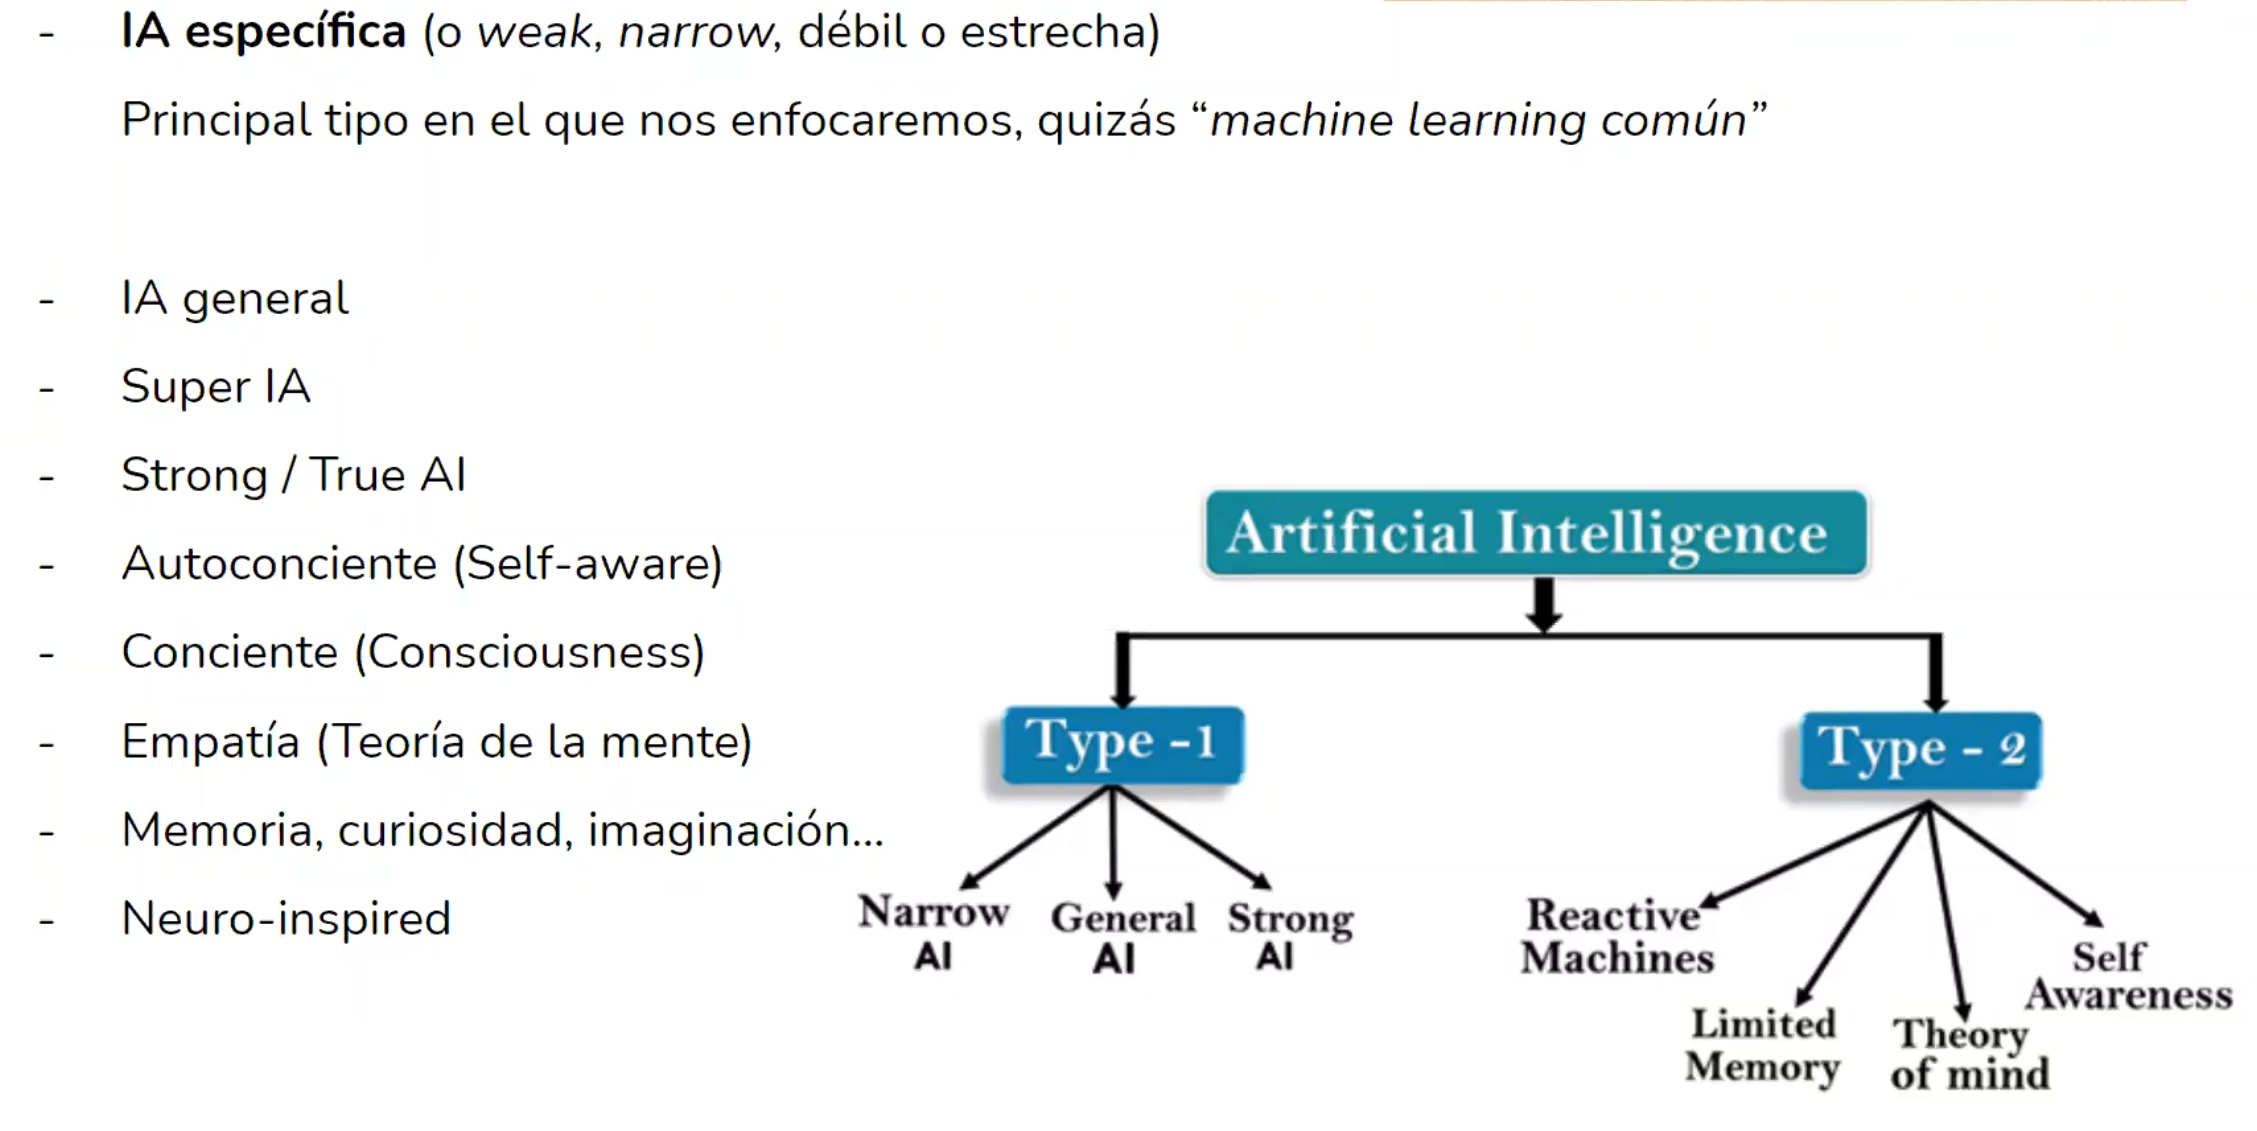 - IA específica (o weak, narrow, débil o estrecha)
Principal tipo en el que nos enfocaremos, quizás “machine learning común”
- IA general
- Super IA
- Strong / True AI
- Autoconciente (Self-aware)
- Conciente (Consciousness)
- Empatía (Teoría de la mente)
- Memoria, curiosidad, imaginación...
- Neuro-inspired
Artificial Intelligence
Type -1
Type - 2
Narrow
AI
General
AI
Strong
AI
Reactive
Machines
Limited
Memory
Theory
of mind
Self
Awareness